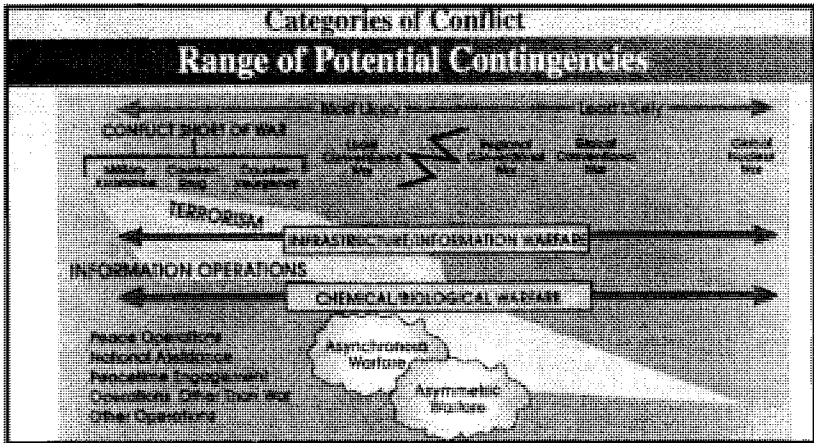 Categories of Conflict
Range of Potential Contingencies
Most Likely
Least Likely
CONFLICT SHORT OF WAR
Military
Assistance
Counter-
Drug
Counter-
insurgency
Local
Conventional
War
Regional
Conventional
War
Global
Conventional
War
Global
Nuclear
War
TERRORISM
INFRASTRUCTURE/INFORMATION WARFARE
INFORMATION OPERATIONS
CHEMICAL/BIOLOGICAL WARFARE
Peace Operations
National Assistance
Peacetime Engagement
Operations Other Than War
Other Operations
Asynchronous
Warfare
Asymmetric
Warfare